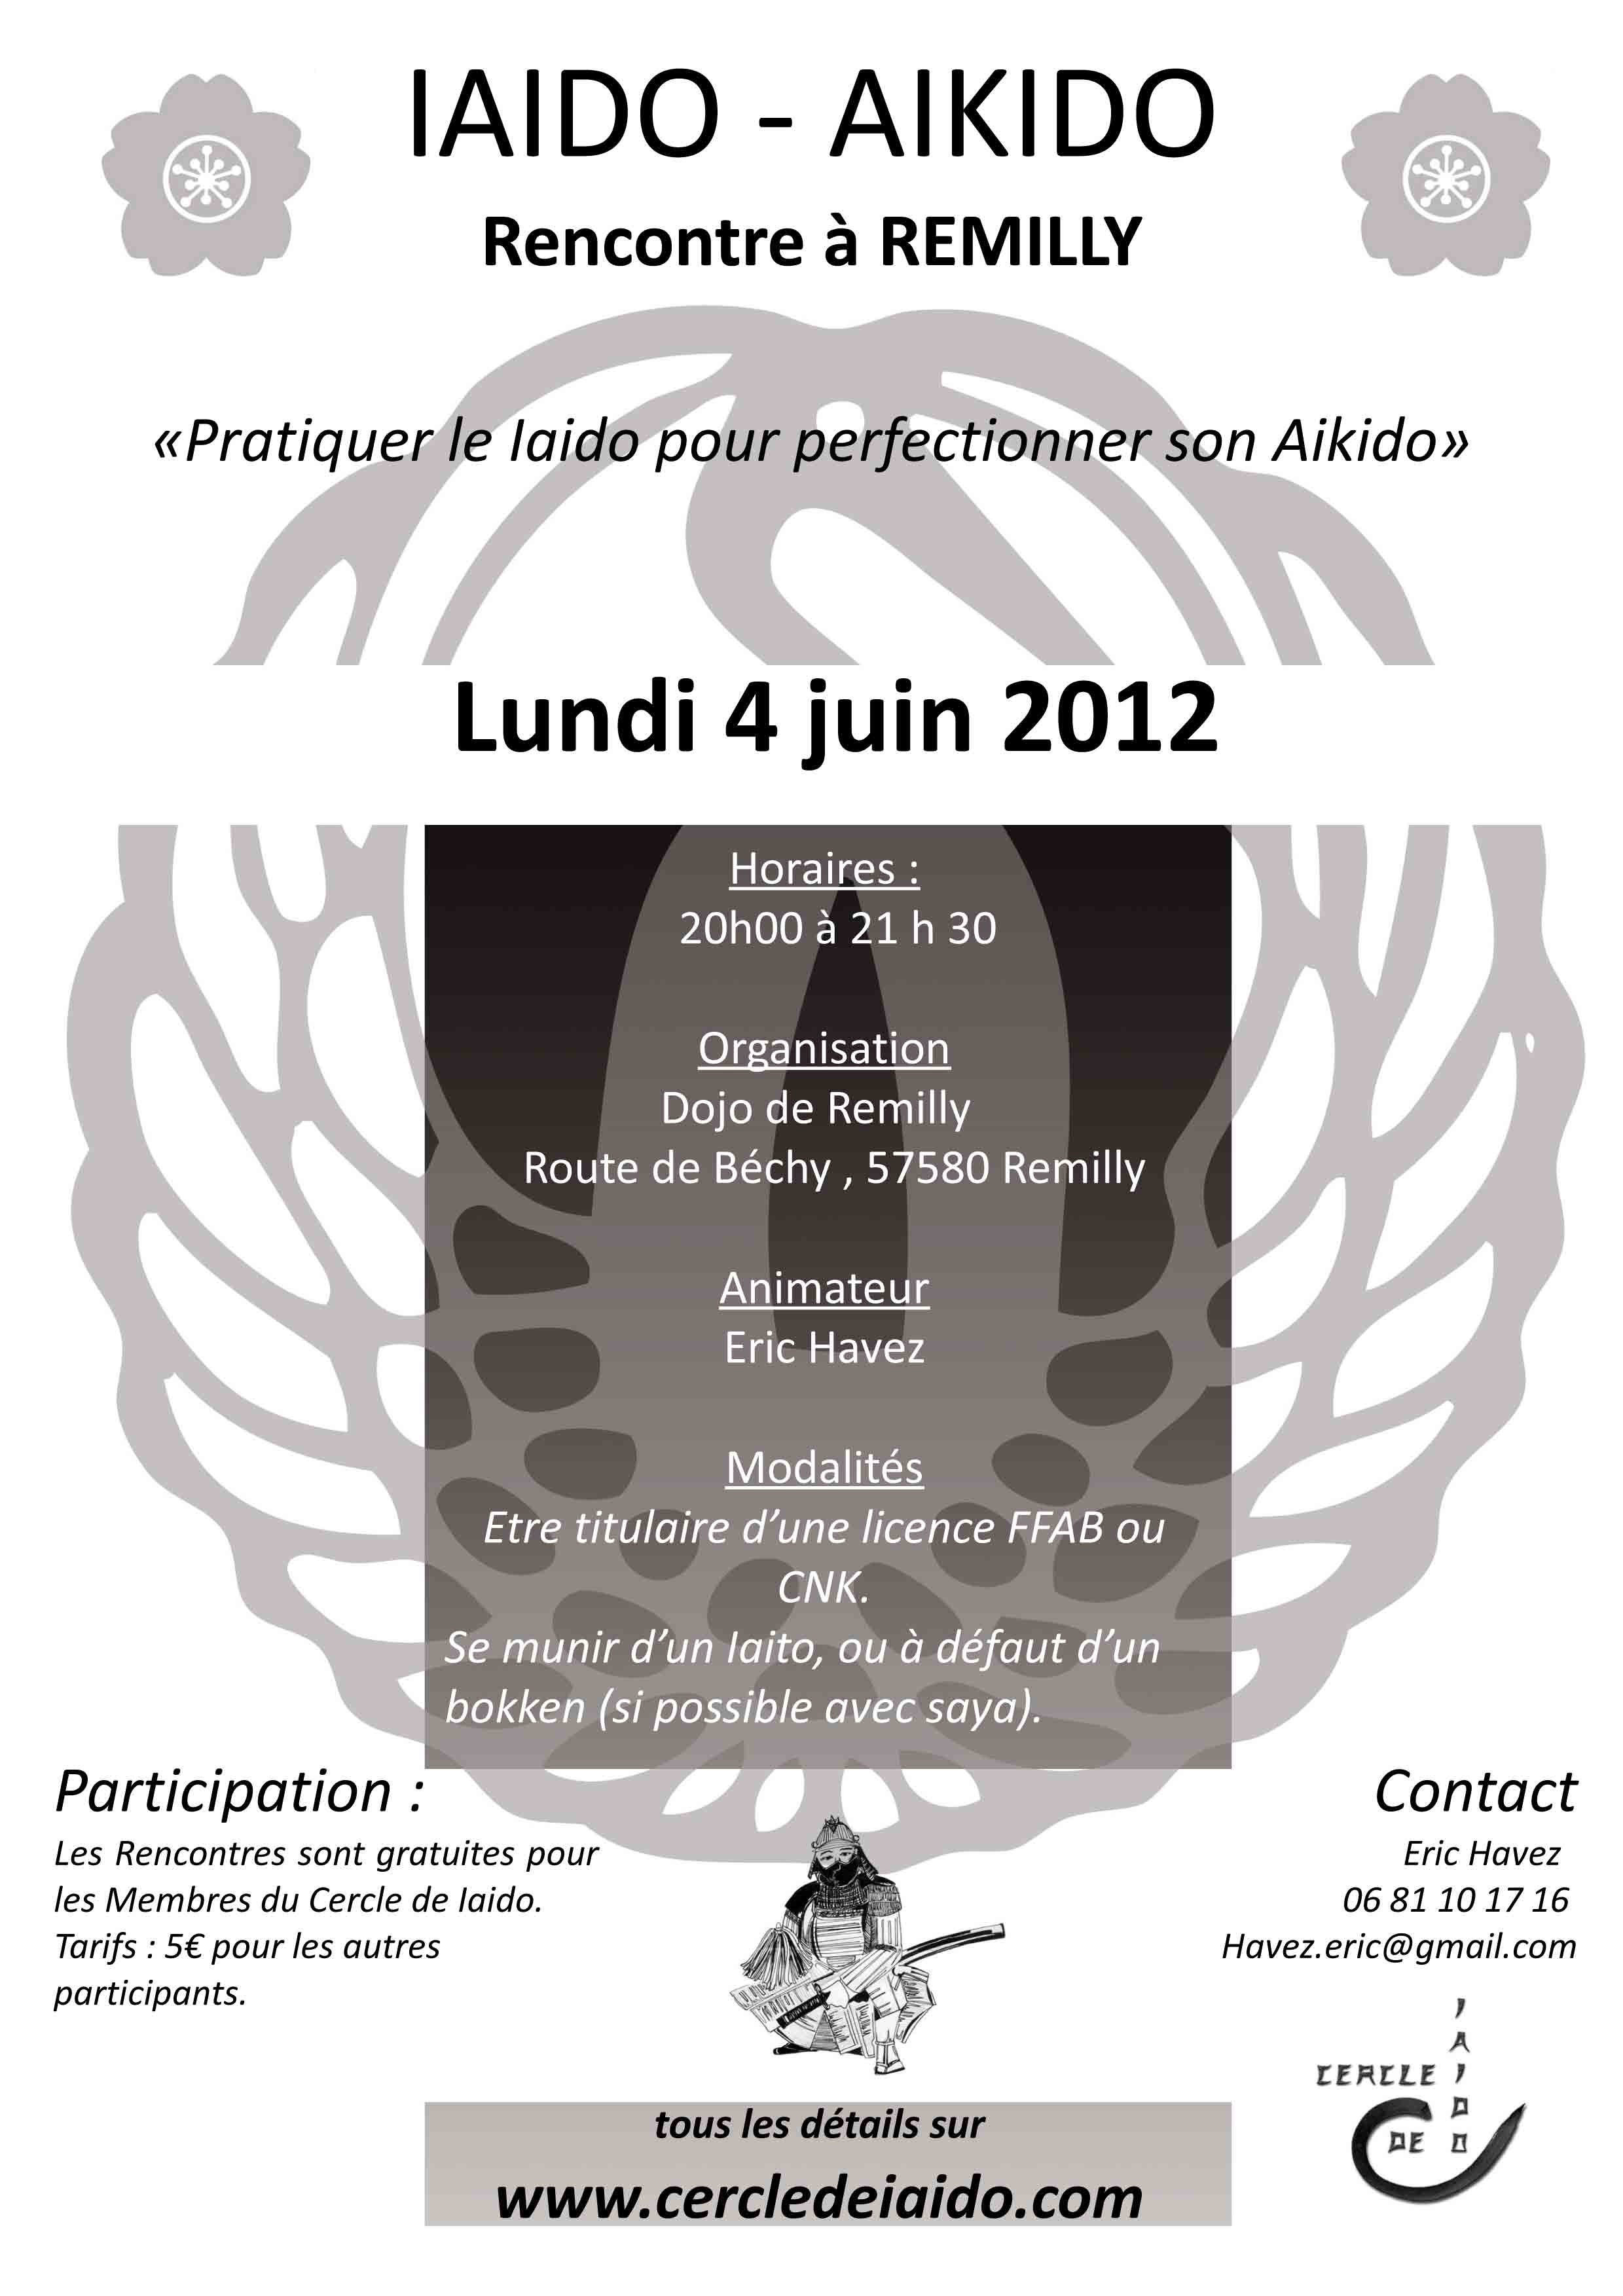 IAIDO - AIKIDO
Rencontre à REMILLY
«Pratiquer le Iaido pour perfectionner son Aikido»
Lundi 4 juin 2012
Horaires :
20h00 à 21 h 30
Organisation
Dojo de Remilly
Route de Béchy , 57580 Remilly
Animateur
Eric Havez
Modalités
Etre titulaire d’une licence FFAB ou
CNK.
Se munir d’un Iaito, ou à défaut d’un
bokken (si possible avec saya).
Participation :
Les Rencontres sont gratuites pour
les Membres du Cercle de Iaido.
Tarifs : 5€ pour les autres
participants.
Contact
Eric Havez
06 81 10 17 16
Havez.eric@gmail.com
CERCLE
DE
IAIDO
tous les détails sur
www.cercledeiaido.com